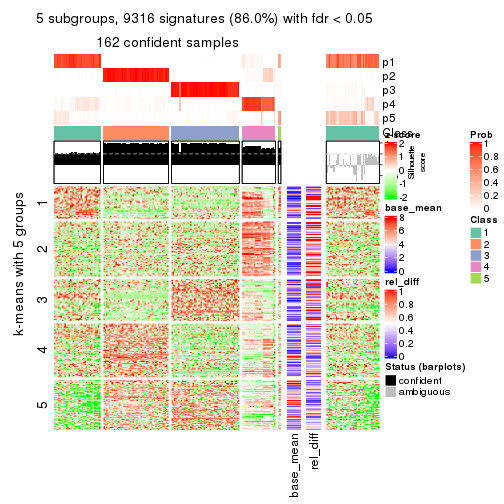 5 subgroups, 9316 signatures (86.0%) with fdr < 0.05
162 confident samples
p1
p2
p3
p4
p5
Class
z-score
2
1
0
-1
-2
Silhouette
score
Prob
1
0.8
0.6
0.4
0.2
0
base_mean
8
6
4
2
0
Class
1
2
3
4
5
rel_diff
1
0.8
0.6
0.4
0.2
0
Status (barplots)
confident
ambiguous
k-means with 5 groups
1
2
3
4
5
base_mean
rel_diff